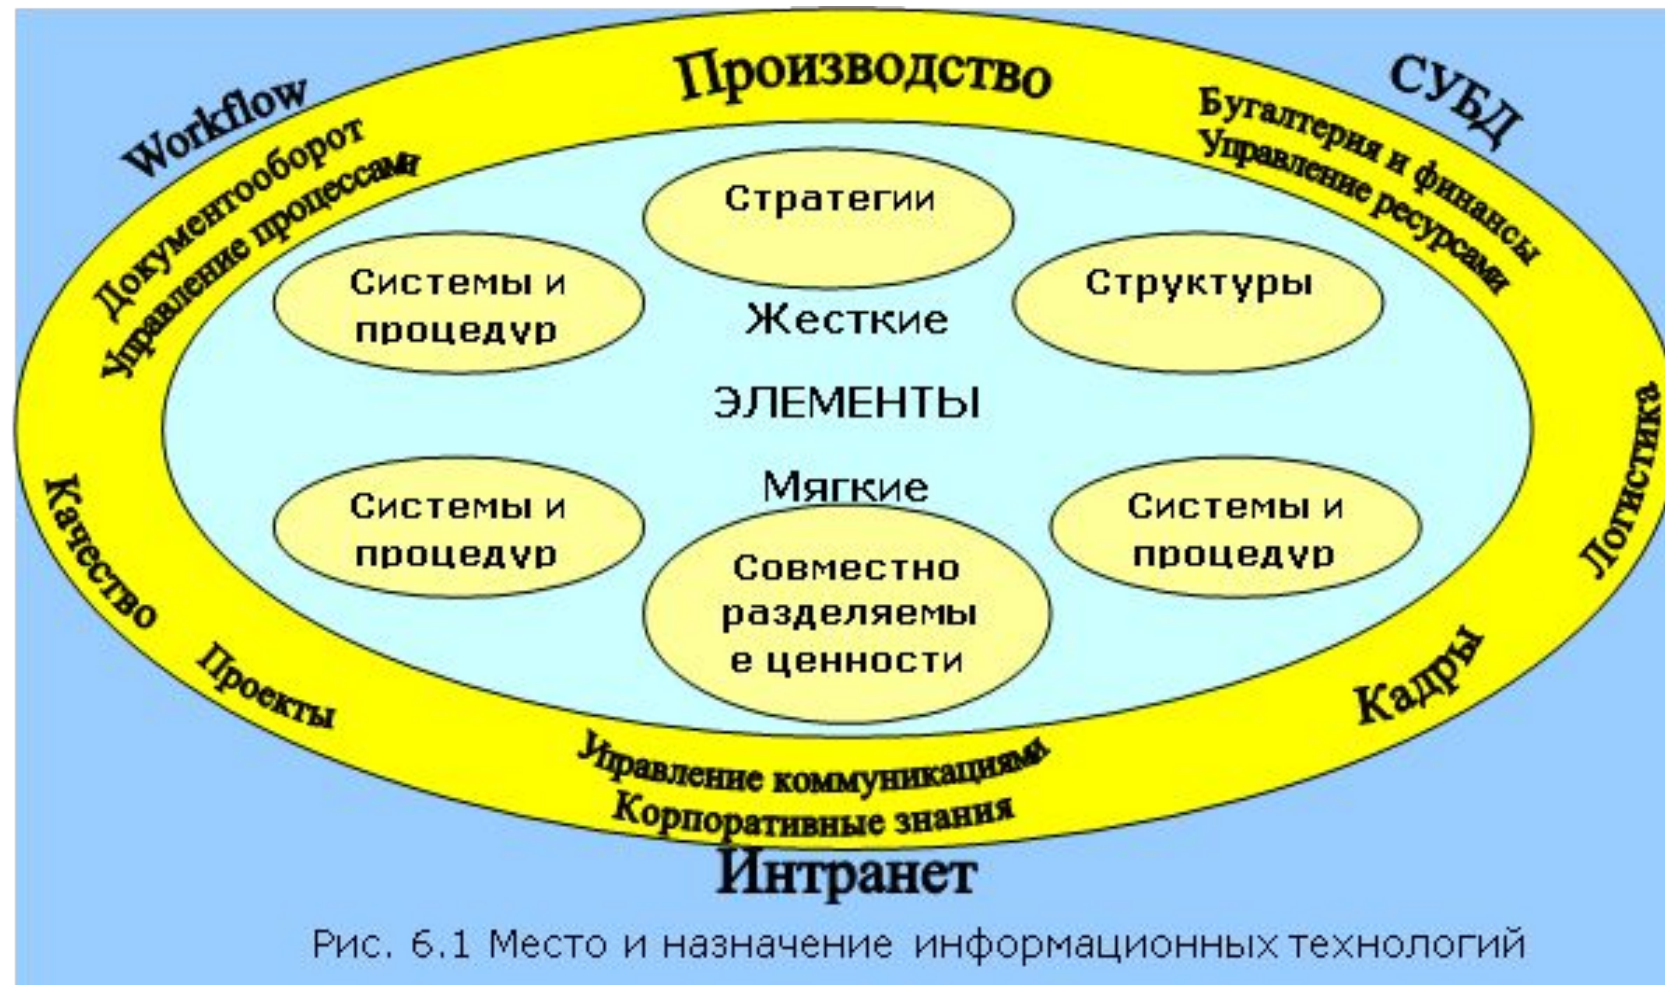 Workflow
Производство
СУБД
Документооборот
Управление процессами
Бугалтерия и финансы
Управление ресурсами
Стратегии
Системы и
процедур
Структуры
Жесткие
ЭЛЕМЕНТЫ
Мягкие
Системы и
процедур
Совместно
разделяемы
е ценности
Системы и
процедур
Логистика
Качество
Проекты
Кадры
Управление коммуникациями
Корпоративные знания
Интранет
Рис. 6.1 Место и назначение информационных технологий